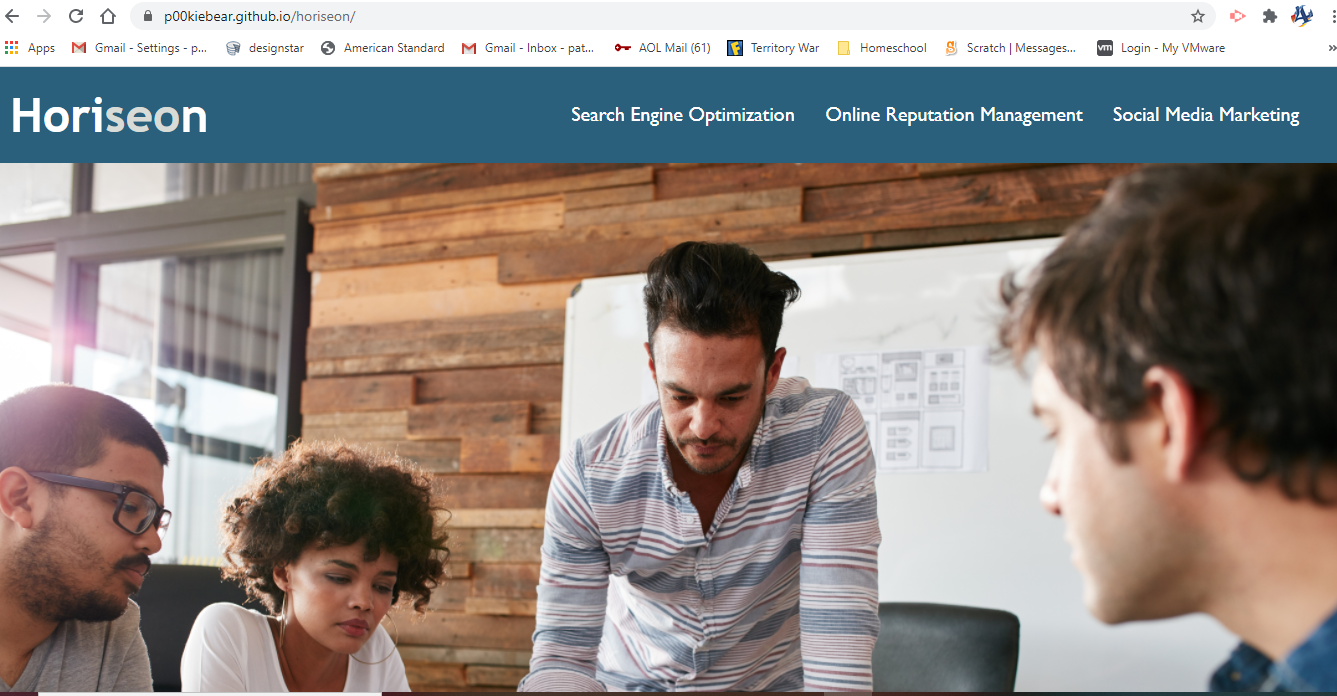 p00kiebear.github.io/horiseon/
Apps Gmail - Settings - p... designstar American Standard Gmail - Inbox - pat... AOL Mail (61) Territory War Homeschool Scratch | Messages... vm Login - My VMware »
Horiseon Search Engine Optimization Online Reputation Management Social Media Marketing